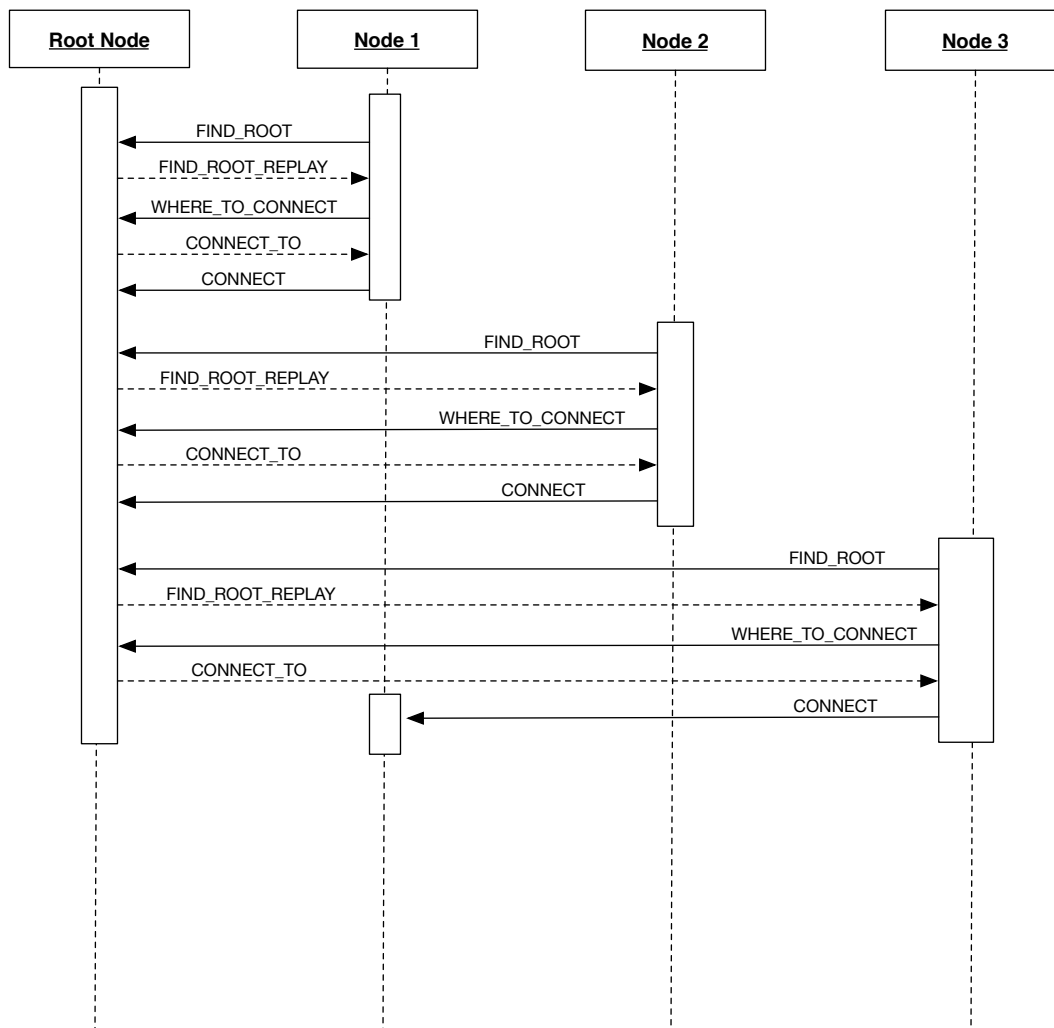 Root Node
Node 1
Node 2
Node 3
FIND_ROOT
FIND_ROOT_REPLAY
WHERE_TO_CONNECT
CONNECT_TO
CONNECT
FIND_ROOT
FIND_ROOT_REPLAY
WHERE_TO_CONNECT
CONNECT_TO
CONNECT
FIND_ROOT
FIND_ROOT_REPLAY
WHERE_TO_CONNECT
CONNECT_TO
CONNECT